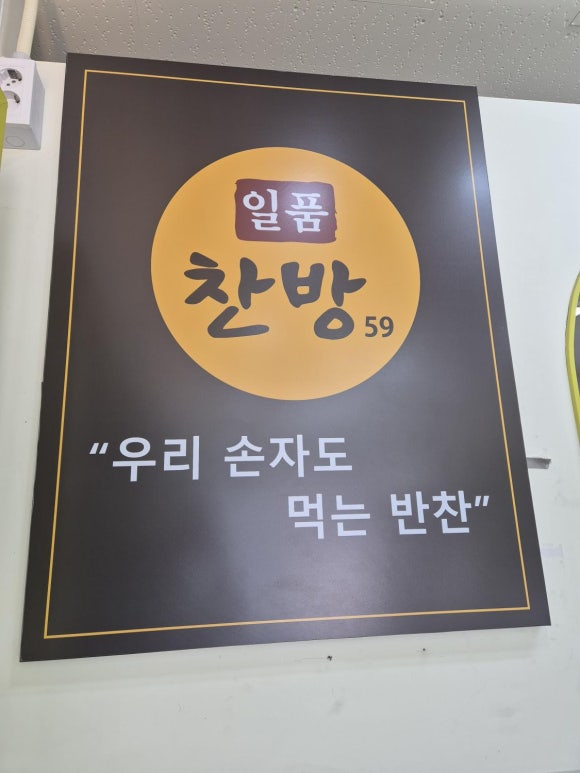 일품
찬방 59
“우리 손자도
먹는 반찬”